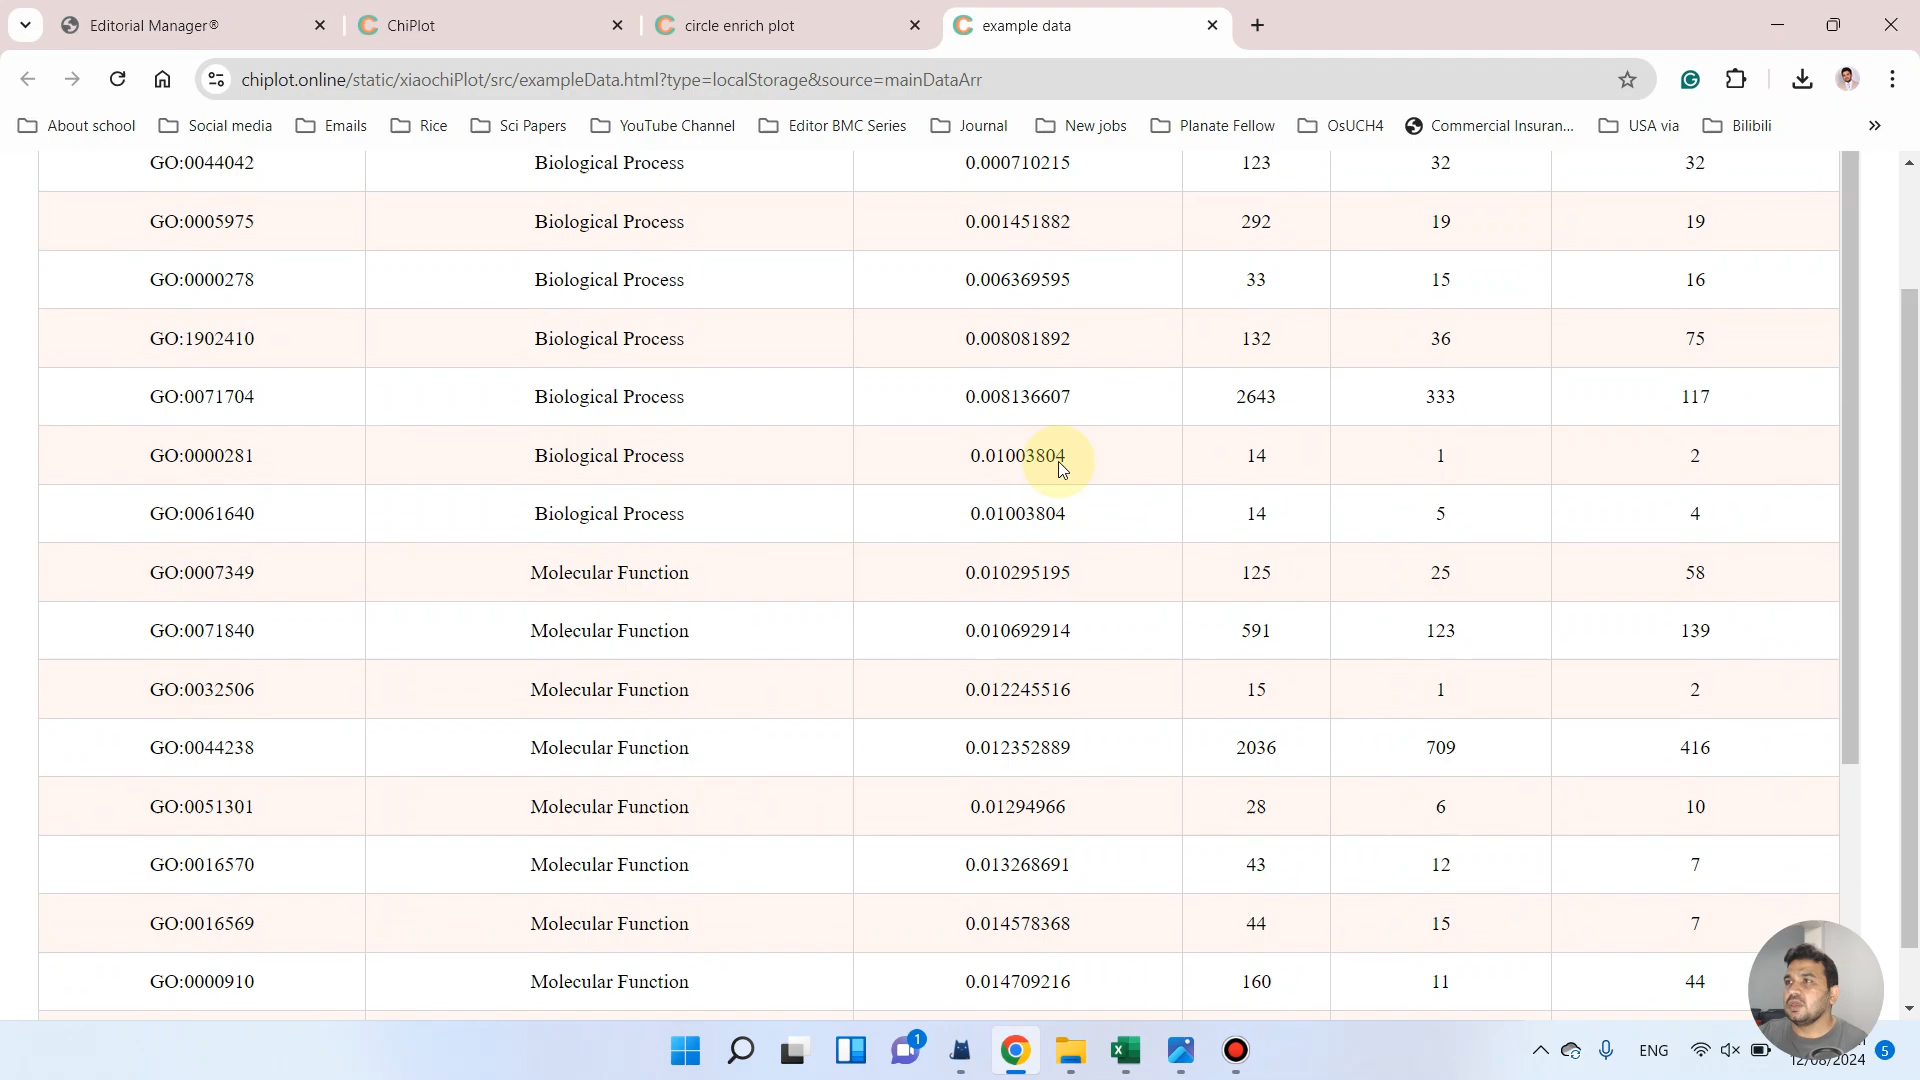 Editorial Manager®
ChiPlot
circle enrich plot
example data
chiplot.online/static/xiaochiPlot/src/exampleData.html?type=localStorage&source=mainDataArr
About school
Social media
Emails
Rice
Sci Papers
YouTube Channel
Editor BMC Series
Journal
New jobs
Planate Fellow
OsUCH4
Commercial Insuran...
USA via
Bilibili
GO:0044042 Biological Process 0.000710215 123 32 32
GO:0005975 Biological Process 0.001451882 292 19 19
GO:0000278 Biological Process 0.006369595 33 15 16
GO:1902410 Biological Process 0.008081892 132 36 75
GO:0071704 Biological Process 0.008136607 2643 333 117
GO:0000281 Biological Process 0.01003804 14 1 2
GO:0061640 Biological Process 0.01003804 14 5 4
GO:0007349 Molecular Function 0.010295195 125 25 58
GO:0071840 Molecular Function 0.010692914 591 123 139
GO:0032506 Molecular Function 0.012245516 15 1 2
GO:0044238 Molecular Function 0.012352889 2036 709 416
GO:0051301 Molecular Function 0.01294966 28 6 10
GO:0016570 Molecular Function 0.013268691 43 12 7
GO:0016569 Molecular Function 0.014578368 44 15 7
GO:0000910 Molecular Function 0.014709216 160 11 44
1
ENG
12/08/2024
5